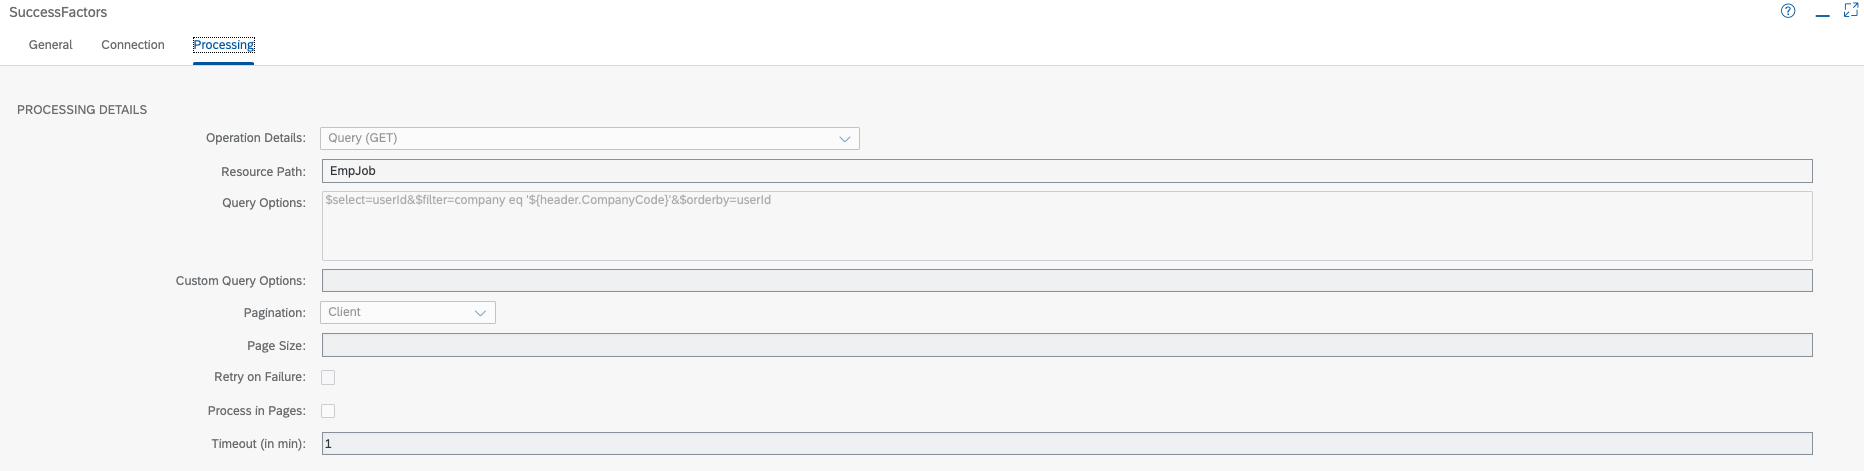 SuccessFactors
General Connection Processing
PROCESSING DETAILS
Operation Details: Query (GET)
Resource Path: EmpJob
Query Options: $select=userId&$filter=company eq '${header.CompanyCode}'&$orderby=userId
Custom Query Options:
Pagination: Client
Page Size:
Retry on Failure:
Process in Pages:
Timeout (in min): 1